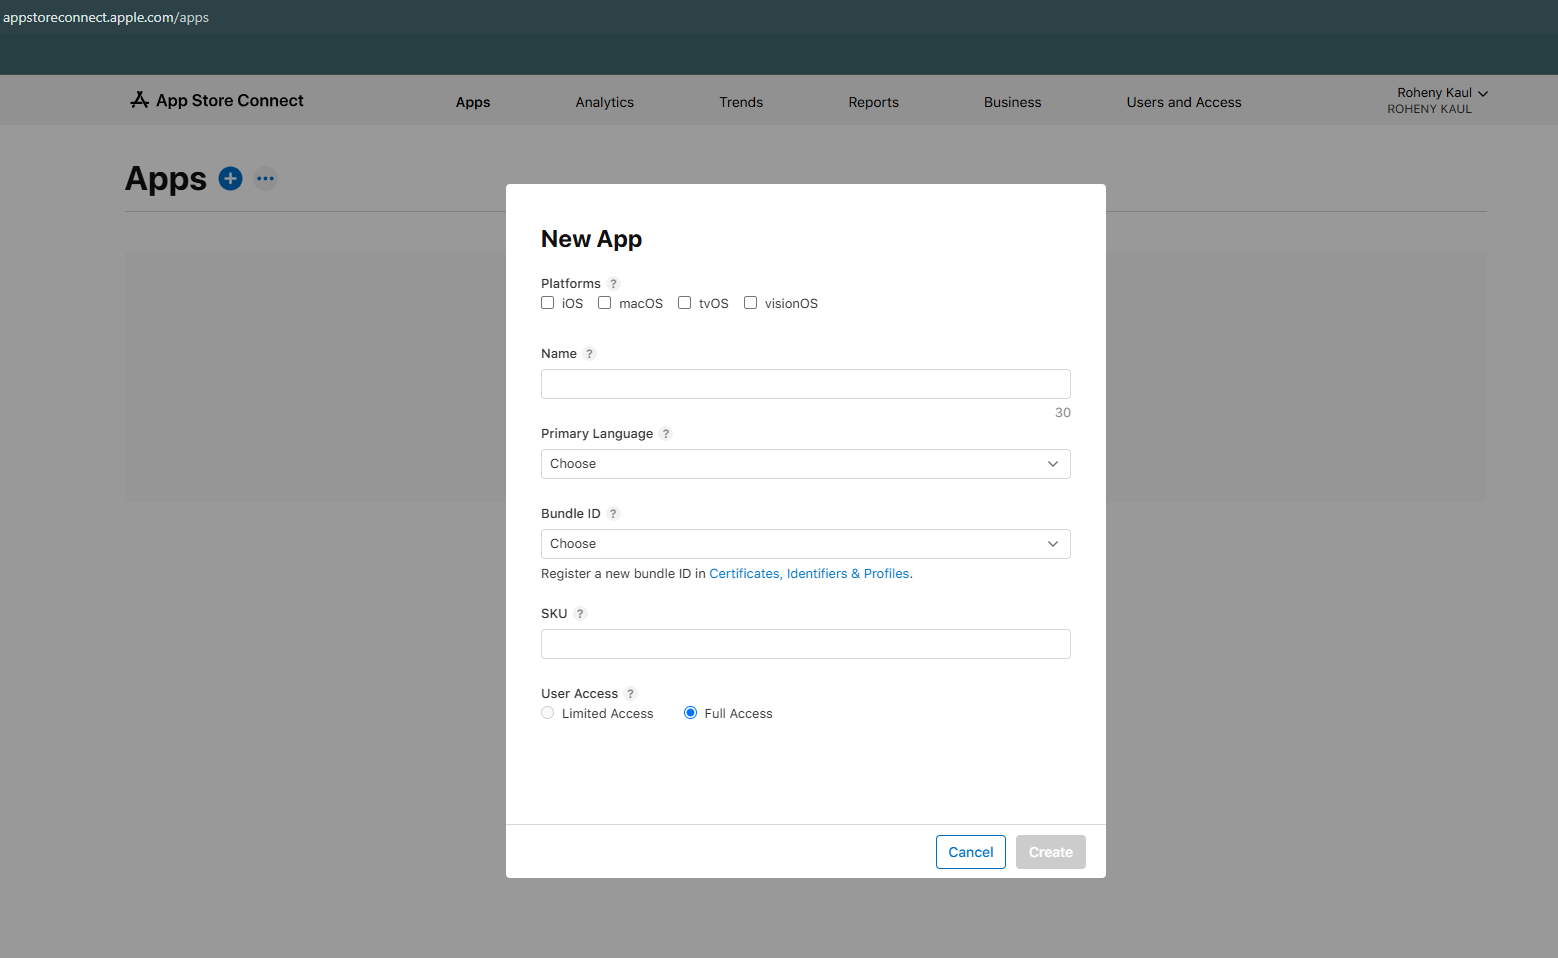 appstoreconnect.apple.com/apps
App Store Connect
Apps
Analytics
Trends
Reports
Business
Users and Access
Roheny Kaul
ROHENY KAUL
Apps
New App
Platforms ?
iOS macOS tvOS visionOS
Name ?
30
Primary Language ?
Choose
Bundle ID ?
Choose
Register a new bundle ID in Certificates, Identifiers & Profiles.
SKU ?
User Access ?
Limited Access Full Access
Cancel Create